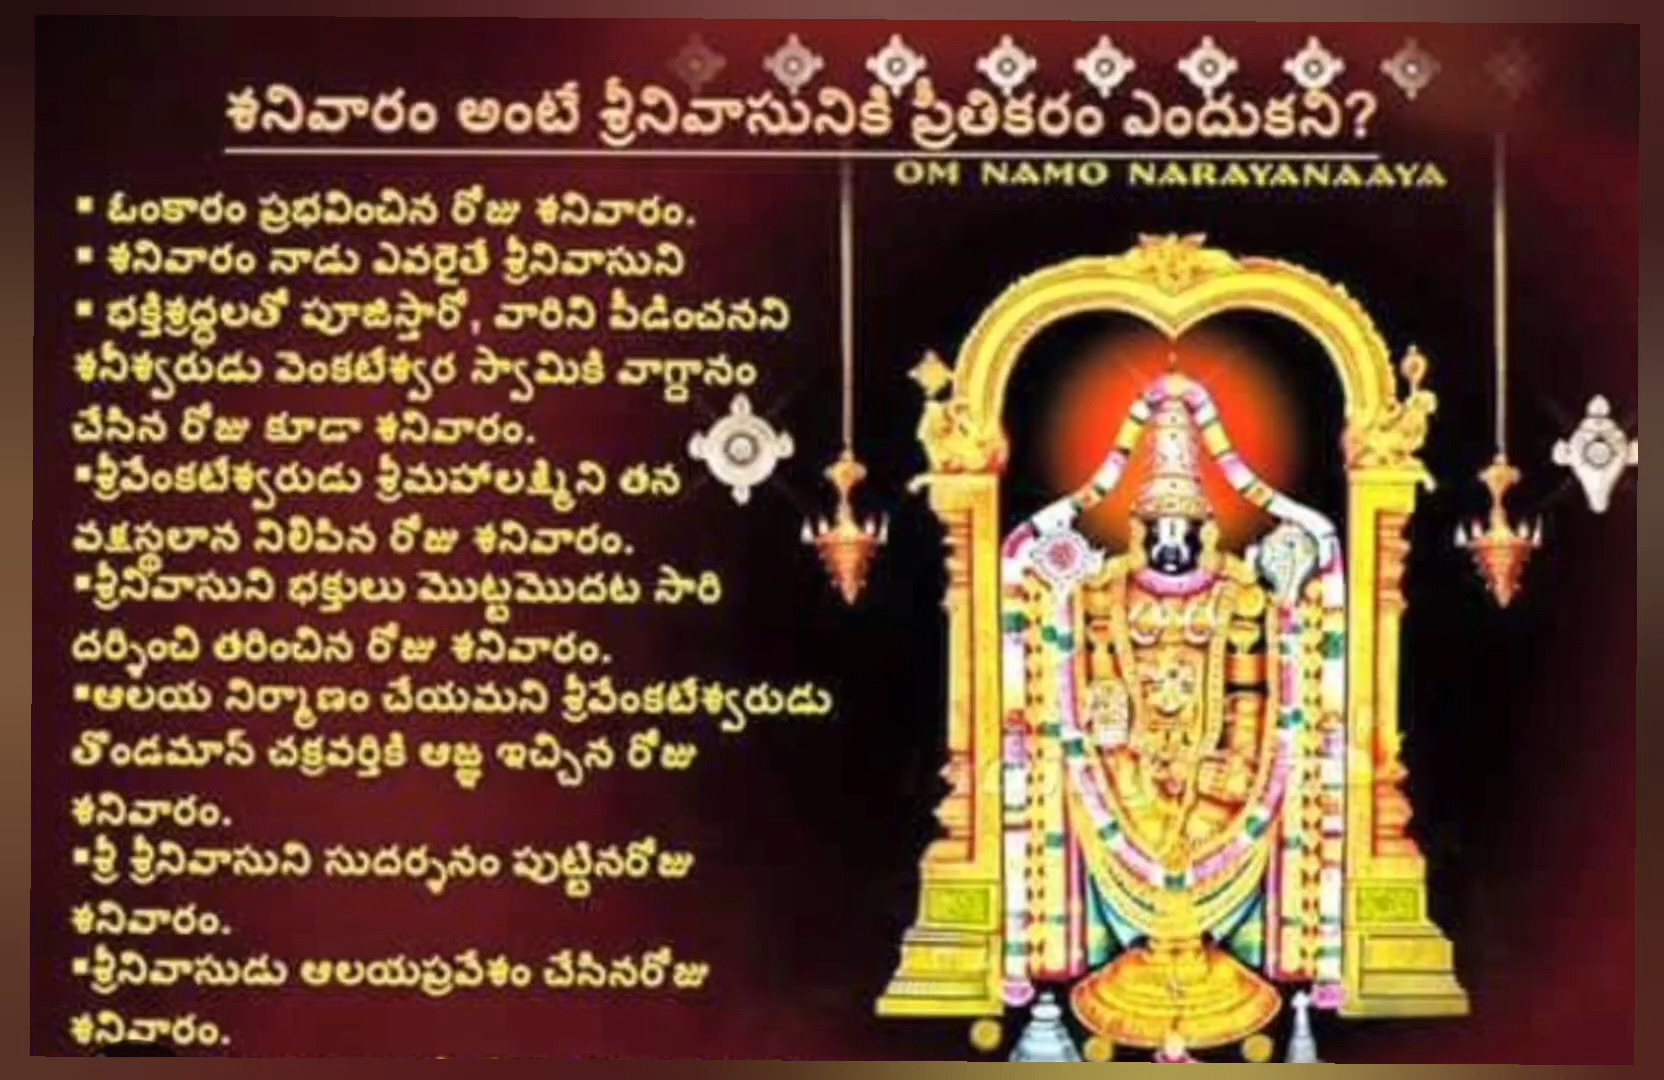 శనివారం అంటే శ్రీనివాసునికి ప్రీతికరం ఎందుకని?
OM NAMO NARAYANAAYA
▪ ఓంకారం ప్రభవించిన రోజు శనివారం.
▪ శనివారం నాడు ఎవరైతే శ్రీనివాసుని
▪ భక్తిశ్రద్ధలతో పూజిస్తారో, వారిని పీడించనని
శనీశ్వరుడు వెంకటేశ్వర స్వామికి వాగ్దానం
చేసిన రోజు కూడా శనివారం.
▪శ్రీవేంకటేశ్వరుడు శ్రీమహాలక్ష్మిని తన
వక్షస్థలాన నిలిపిన రోజు శనివారం.
▪శ్రీనివాసుని భక్తులు మొట్టమొదట సారి
దర్శించి తరించిన రోజు శనివారం.
▪ఆలయ నిర్మాణం చేయమని శ్రీవేంకటేశ్వరుడు
తొండమాన్ చక్రవర్తికి ఆజ్ఞ ఇచ్చిన రోజు
శనివారం.
▪శ్రీ శ్రీనివాసుని సుదర్శనం పుట్టినరోజు
శనివారం.
▪శ్రీనివాసుడు ఆలయప్రవేశం చేసినరోజు
శనివారం.